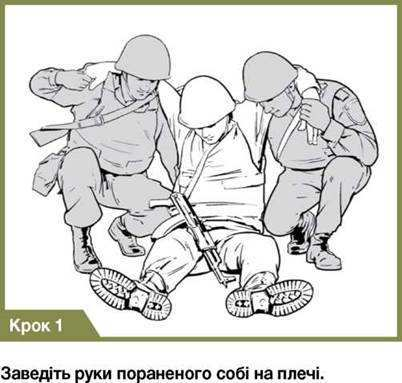 Крок 1
Заведіть руки пораненого собі на плечі.